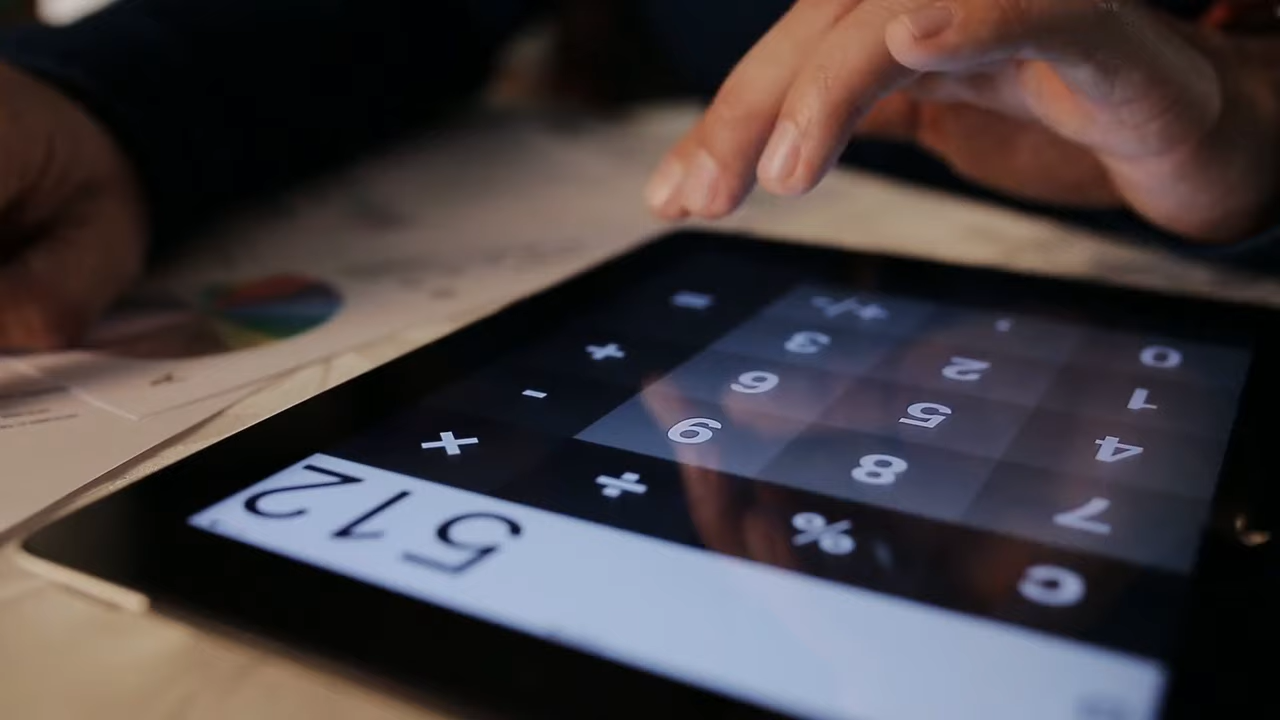 512
C % ÷ ×
7 8 9 -
4 5 6 +
1 2 3 =
0 . +/-